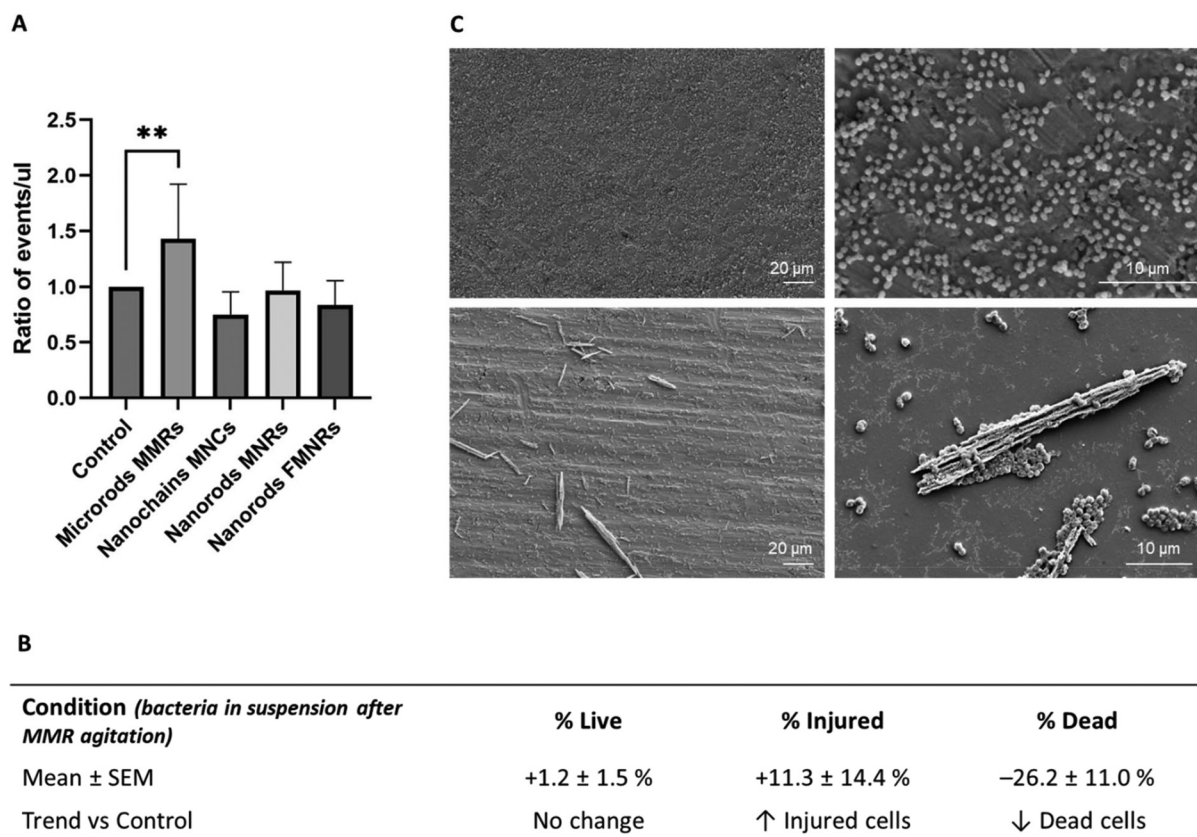 A
Ratio of events/ul
2.5
2.0
1.5
1.0
0.5
0.0
**
Control
Microrods MMRs
Nanochains MNCs
Nanorods MNRs
Nanorods FMNRs
C
20 µm
10 µm
20 µm
10 µm
B
Condition (bacteria in suspension after
MMR agitation)
% Live
% Injured
% Dead
Mean ± SEM
+1.2 ± 1.5 %
+11.3 ± 14.4 %
–26.2 ± 11.0 %
Trend vs Control
No change
↑ Injured cells
↓ Dead cells